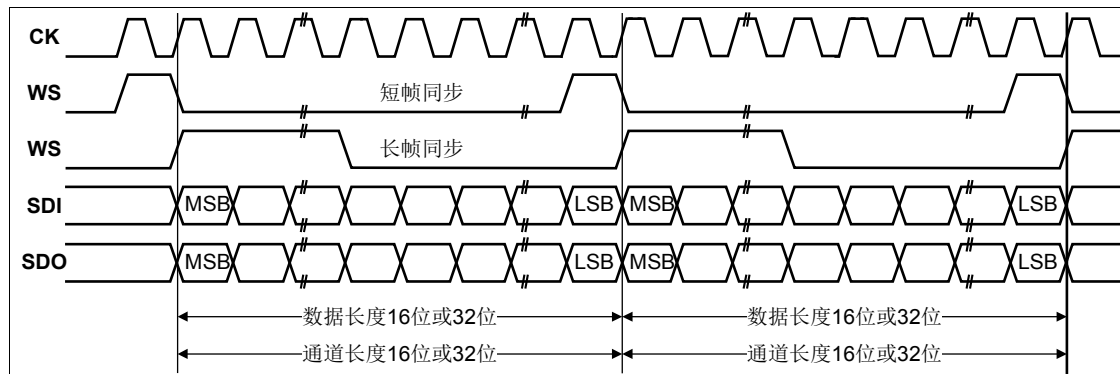 CK
WS 短帧同步
WS 长帧同步
SDI MSB LSB MSB LSB
SDO MSB LSB MSB LSB
数据长度16位或32位 数据长度16位或32位
通道长度16位或32位 通道长度16位或32位